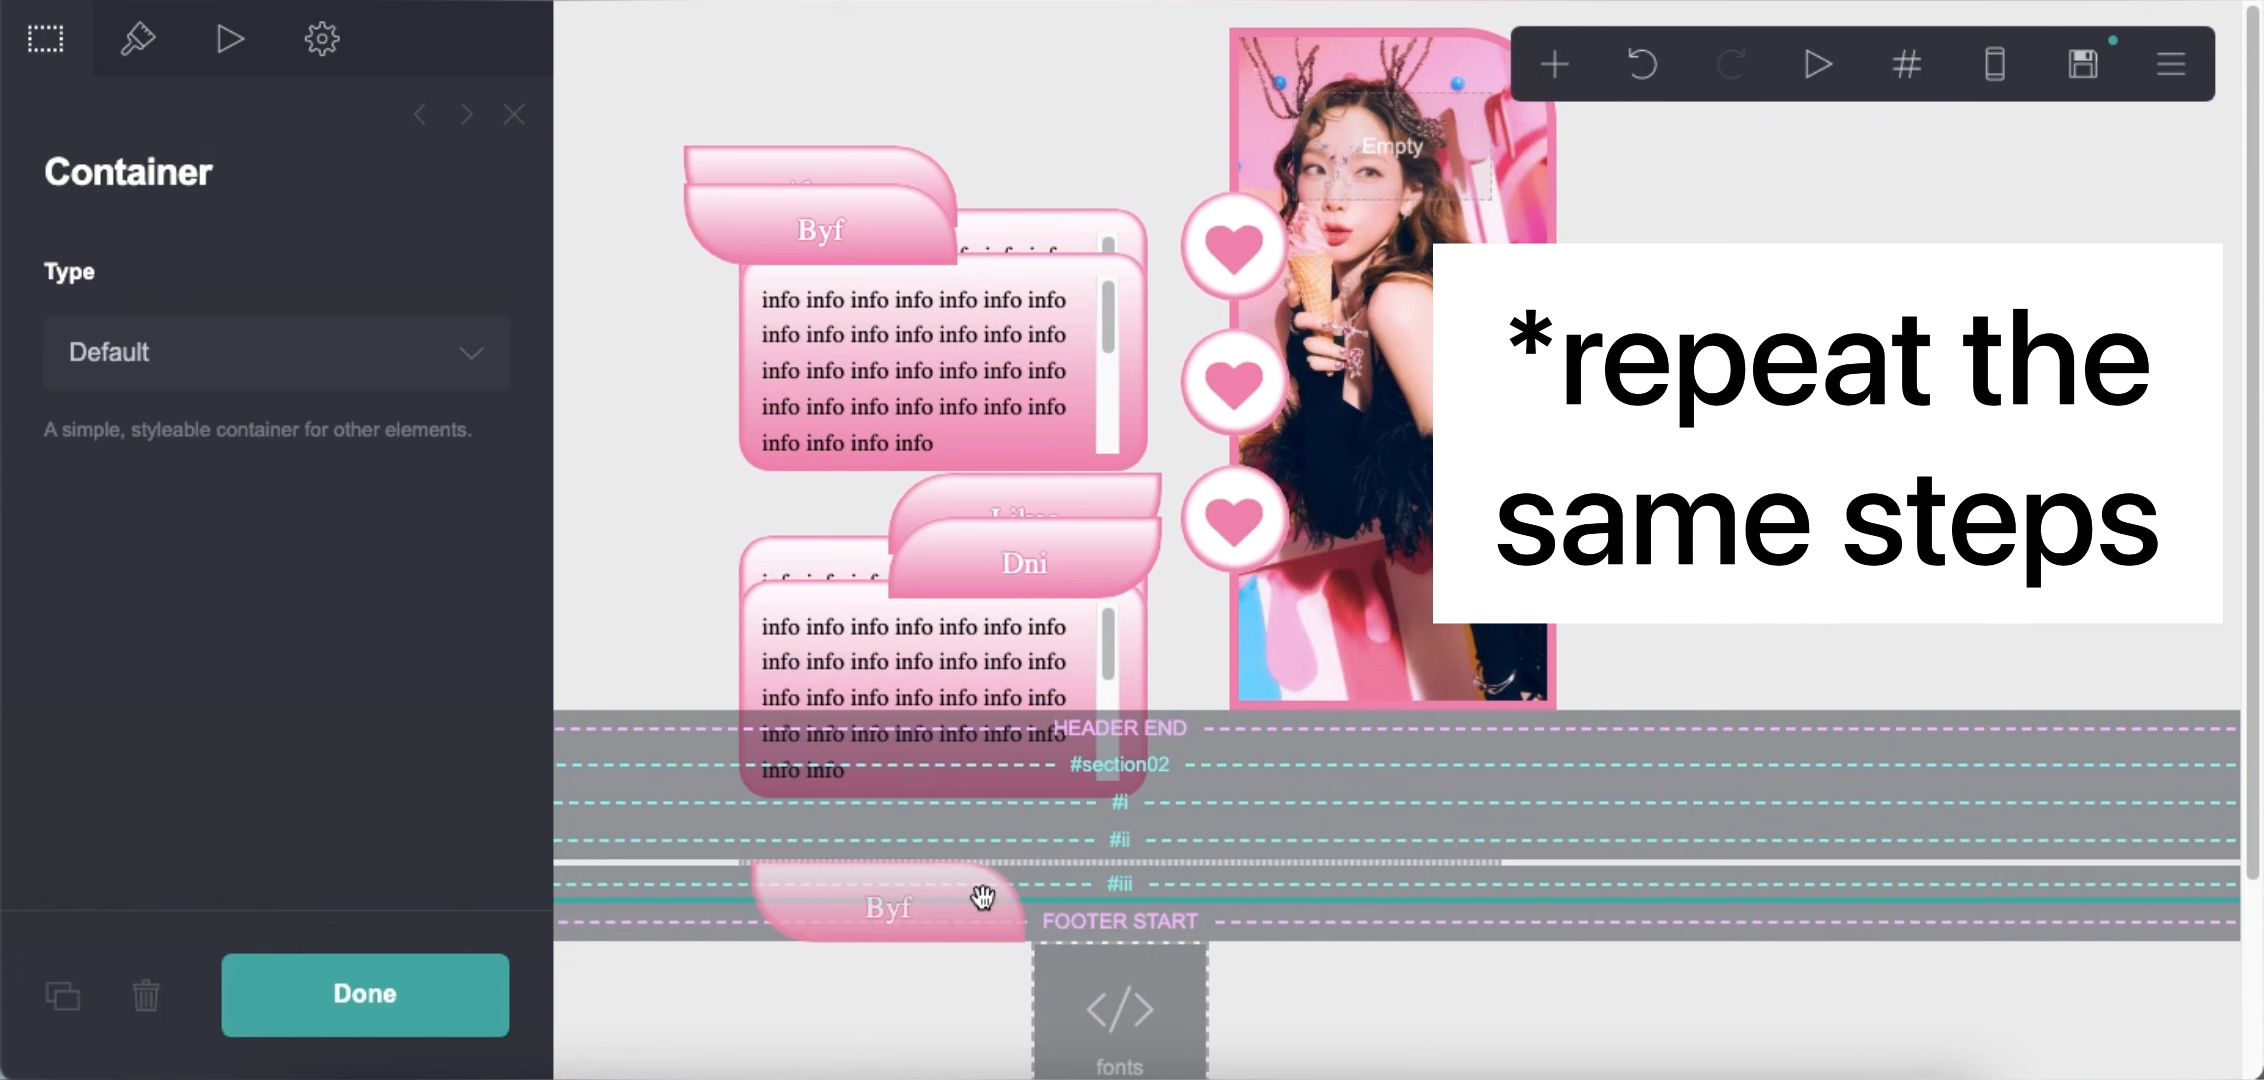 Container
Type
Default
A simple, styleable container for other elements.
Done
Empty
Byf
info info info info info info info
info info info info info info info
info info info info info info info
info info info info info info info
info info info info
Dni
info info info info info info info
info info info info info info info
info info info info info info info
info info info info info info info
info info
*repeat the
same steps
HEADER END
#section02
#i
#ii
#iii
Byf
FOOTER START
</>
fonts